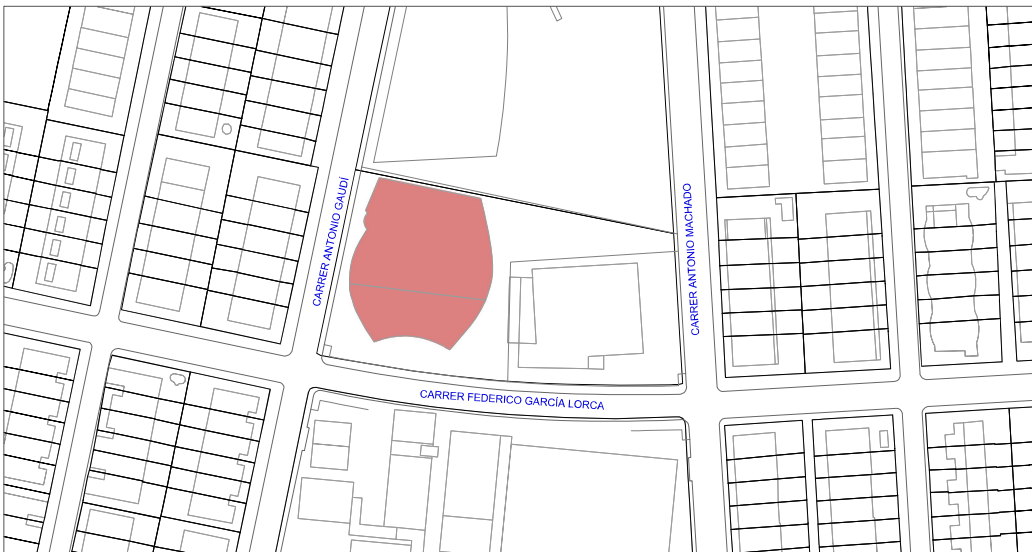 CARRER ANTONIO GAUDÍ
CARRER ANTONIO MACHADO
CARRER FEDERICO GARCÍA LORCA